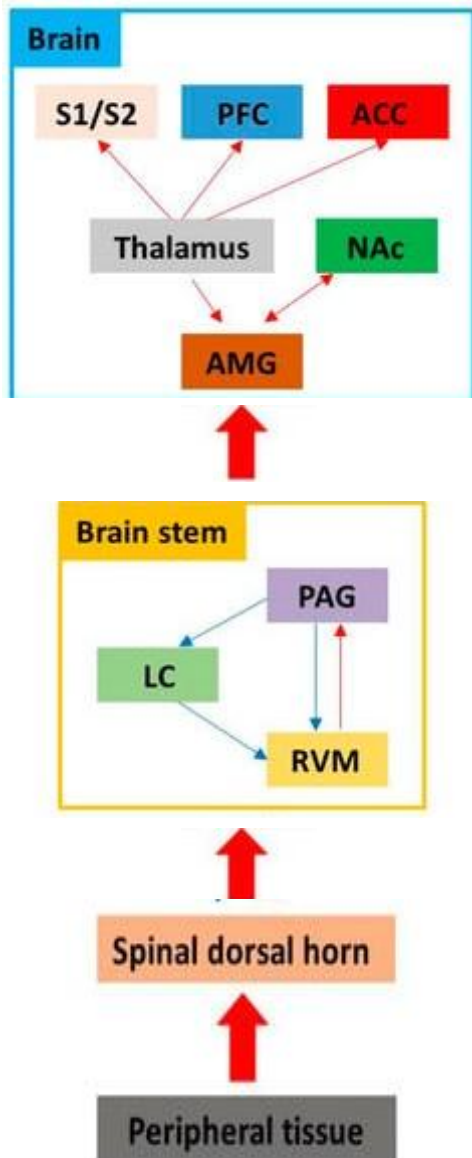 Brain
S1/S2 PFC ACC
Thalamus NAc
AMG
Brain stem
PAG
LC
RVM
Spinal dorsal horn
Peripheral tissue